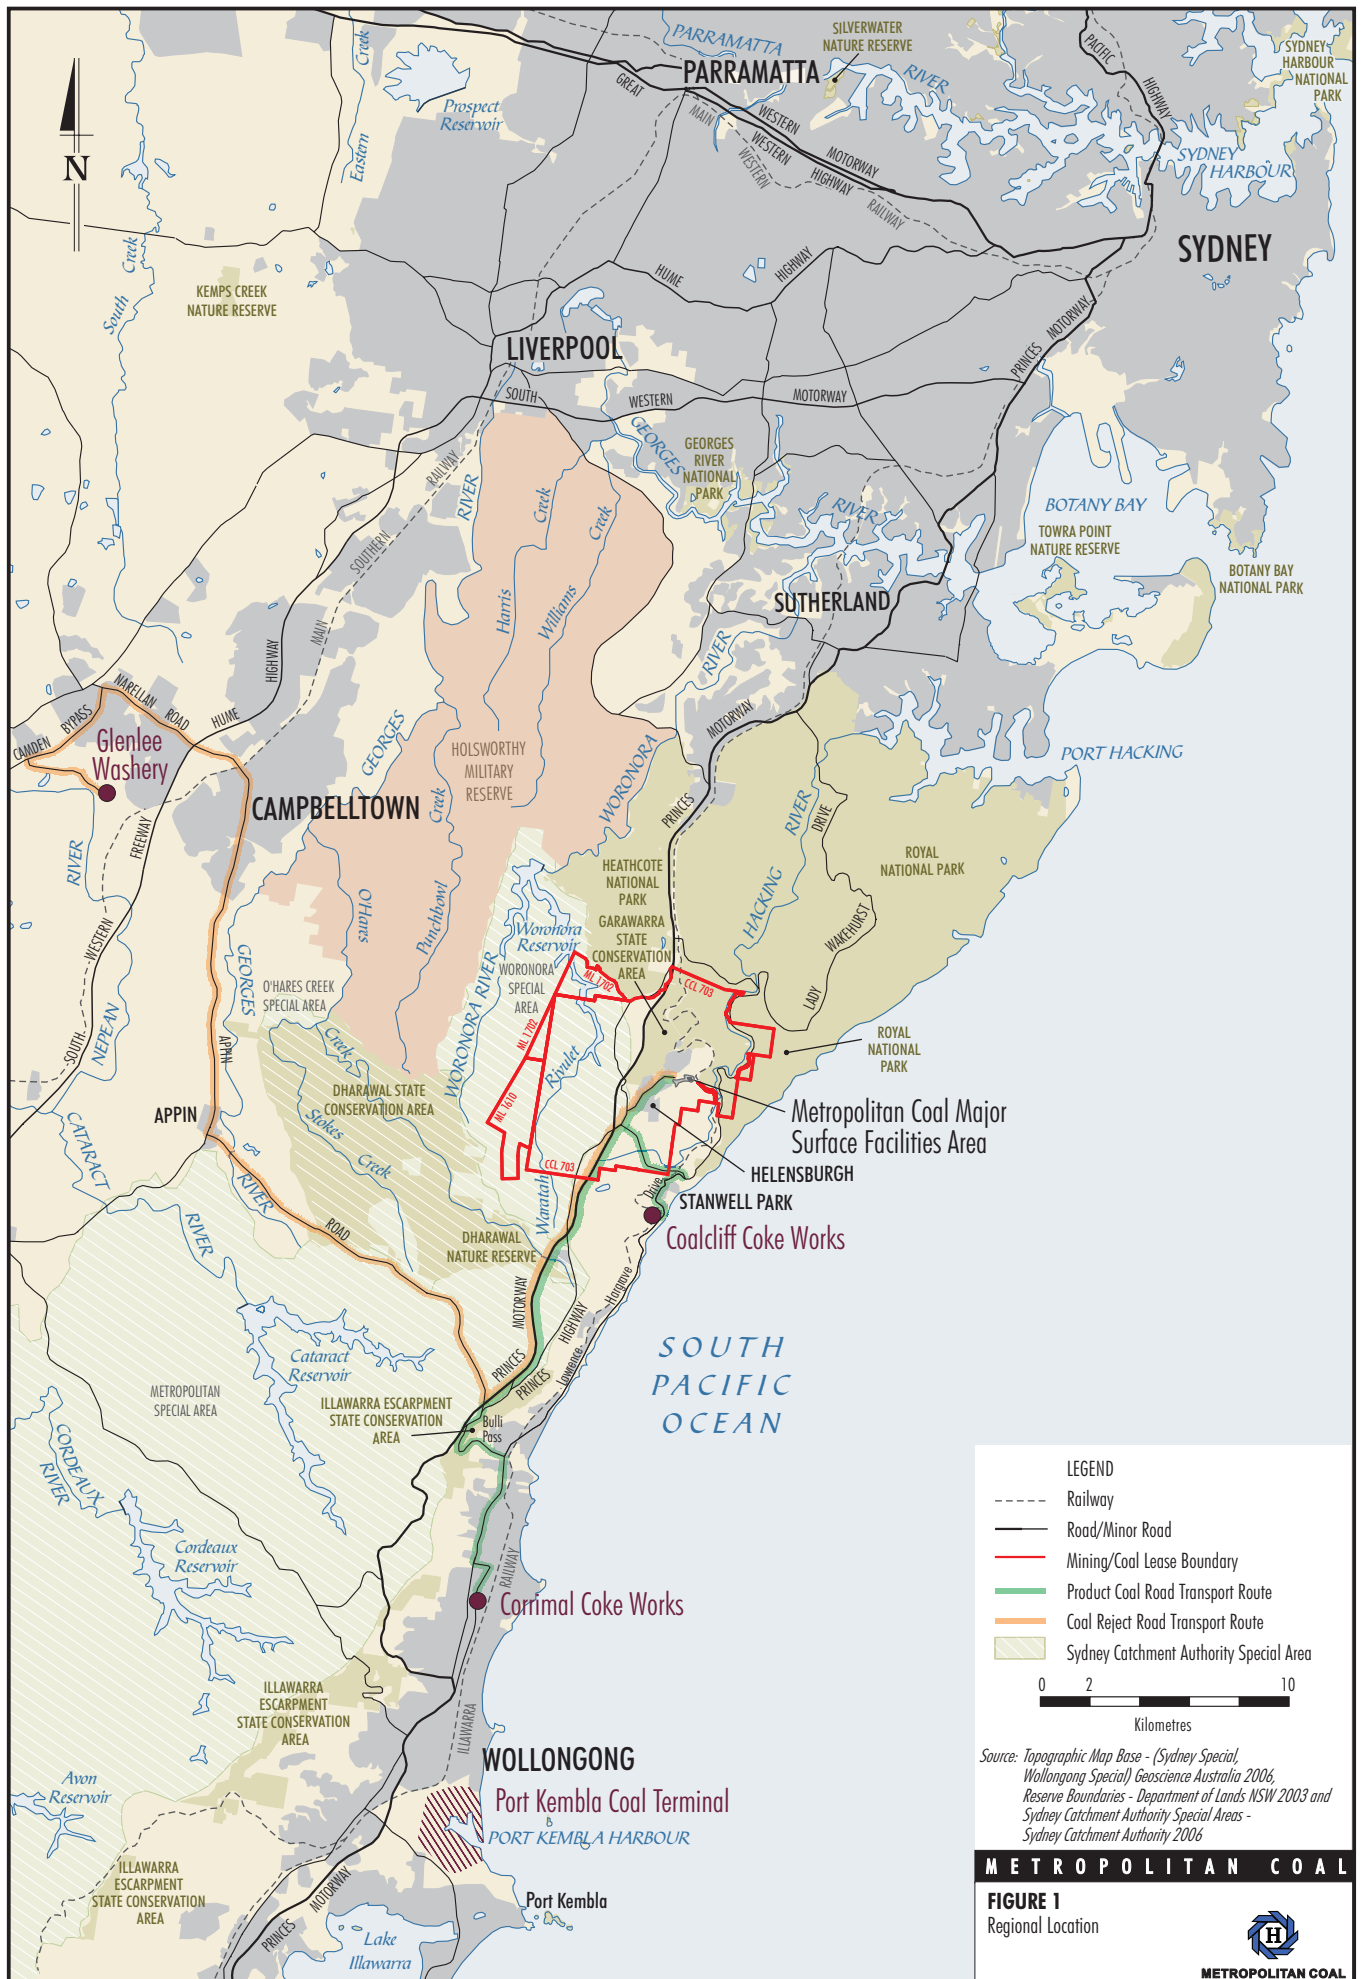 PARRAMATTA
RIVER
SILVERWATER
NATURE RESERVE
PACIFIC
HIGHWAY
SYDNEY
HARBOUR
NATIONAL
PARK
PARRAMATTA
GREAT
WESTERN
HIGHWAY
WESTERN
MOTORWAY
MAIN
WESTERN
RAILWAY
Prospect
Reservoir
Eastern
Creek
N
SYDNEY
HARBOUR
SYDNEY
South
Creek
KEMPS CREEK
NATURE RESERVE
HUME
HIGHWAY
LIVERPOOL
PRINCES
MOTORWAY
SOUTH
WESTERN
MOTORWAY
GEORGES
RIVER
GEORGES
RIVER
NATIONAL
PARK
BOTANY BAY
TOWRA POINT
NATURE RESERVE
BOTANY BAY
NATIONAL PARK
RAILWAY
SOUTHERN
MAIN
RIVER
Harris
Creek
Williams
Creek
SUTHERLAND
RIVER
HIGHWAY
HUME
NARELLAN
ROAD
CAMDEN
BYPASS
Glenlee
Washery
GEORGES
HOLSWORTHY
MILITARY
RESERVE
WORONORA
MOTORWAY
PRINCES
PORT HACKING
CAMPBELLTOWN
FREEWAY
RIVER
Creek
Punchbowl
O'Hares
HEATHCOTE
NATIONAL
PARK
GARAWARRA
STATE
CONSERVATION
AREA
HACKING
RIVER
DRIVE
WAKEHURST
LADY
ROYAL
NATIONAL PARK
WESTERN
SOUTH
NEPEAN
GEORGES
O'HARES CREEK
SPECIAL AREA
Woronora
Reservoir
WORONORA
SPECIAL
AREA
WORONORA RIVER
ML 1702
CCL 703
ML 1702
Rivulet
ROYAL
NATIONAL
PARK
APPIN
Creek
DHARAWAL STATE
CONSERVATION AREA
Stokes
Creek
ML 1610
APPIN
CATARACT
RIVER
RIVER
ROAD
CCL 703
Waratah
Metropolitan Coal Major
Surface Facilities Area
HELENSBURGH
STANWELL PARK
Coalcliff Coke Works
DHARAWAL
NATURE RESERVE
MOTORWAY
PRINCES
HIGHWAY
PRINCES
Lawrence
Hargrave
Drive
SOUTH
PACIFIC
OCEAN
Cataract
Reservoir
METROPOLITAN
SPECIAL AREA
ILLAWARRA ESCARPMENT
STATE CONSERVATION
AREA
Bulli
Pass
CORDEAUX
RIVER
Cordeaux
Reservoir
RAILWAY
Corrimal Coke Works
ILLAWARRA
ESCARPMENT
STATE CONSERVATION
AREA
ILLAWARRA
WOLLONGONG
Port Kembla Coal Terminal
PORT KEMBLA HARBOUR
Avon
Reservoir
ILLAWARRA
ESCARPMENT
STATE CONSERVATION
AREA
PRINCES
MOTORWAY
Port Kembla
Lake
Illawarra
LEGEND
Railway
Road/Minor Road
Mining/Coal Lease Boundary
Product Coal Road Transport Route
Coal Reject Road Transport Route
Sydney Catchment Authority Special Area
0 2 10
Kilometres
Source: Topographic Map Base - (Sydney Special,
Wollongong Special) Geoscience Australia 2006,
Reserve Boundaries - Department of Lands NSW 2003 and
Sydney Catchment Authority Special Areas -
Sydney Catchment Authority 2006
METROPOLITAN COAL
FIGURE 1
Regional Location
H
METROPOLITAN COAL